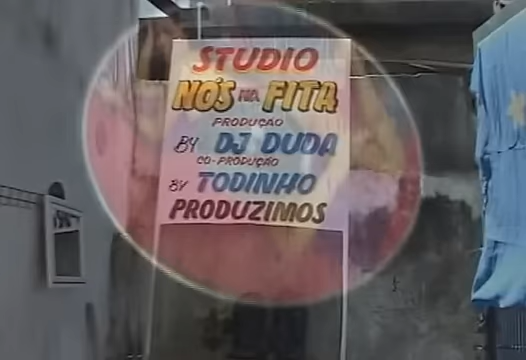 STUDIO
NÓS NA FITA
PRODUÇÃO
BY DJ DUDA
CO-PRODUÇÃO
BY TODINHO
PRODUZIMOS